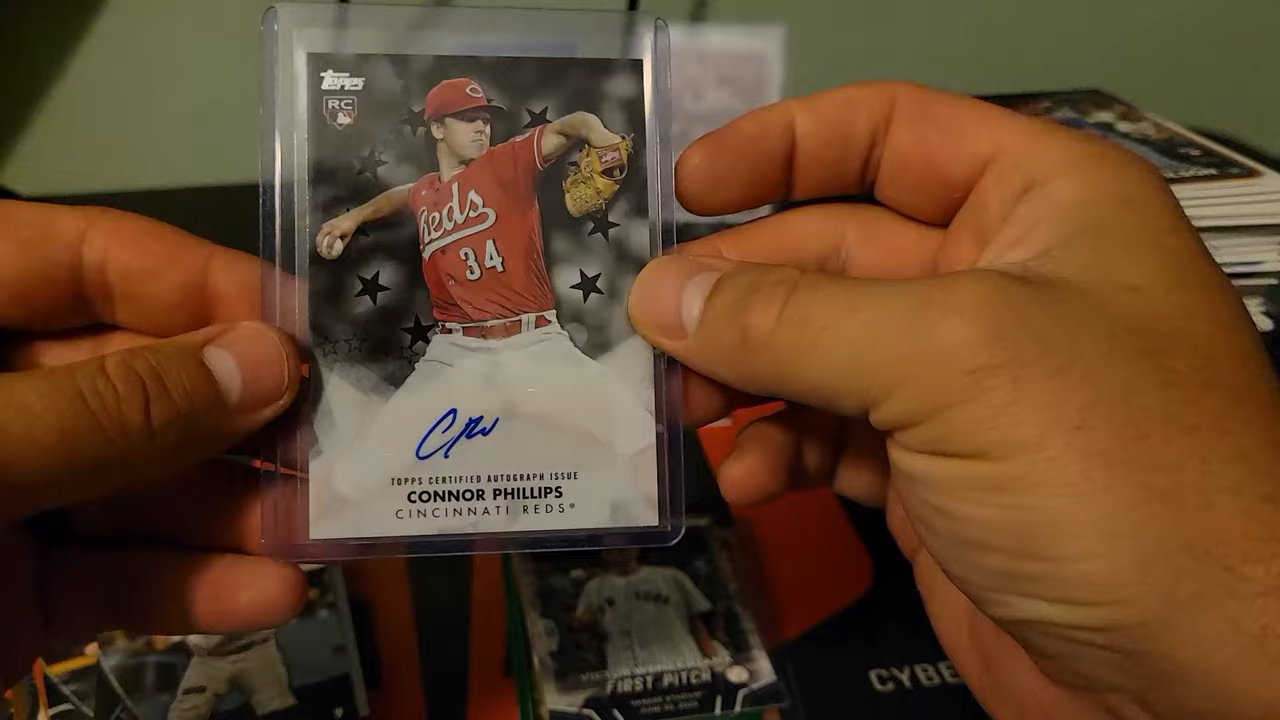 Topps
RC
Reds
34
TOPPS CERTIFIED AUTOGRAPH ISSUE
CONNOR PHILLIPS
CINCINNATI REDS®
FIRST PITCH
CYBE